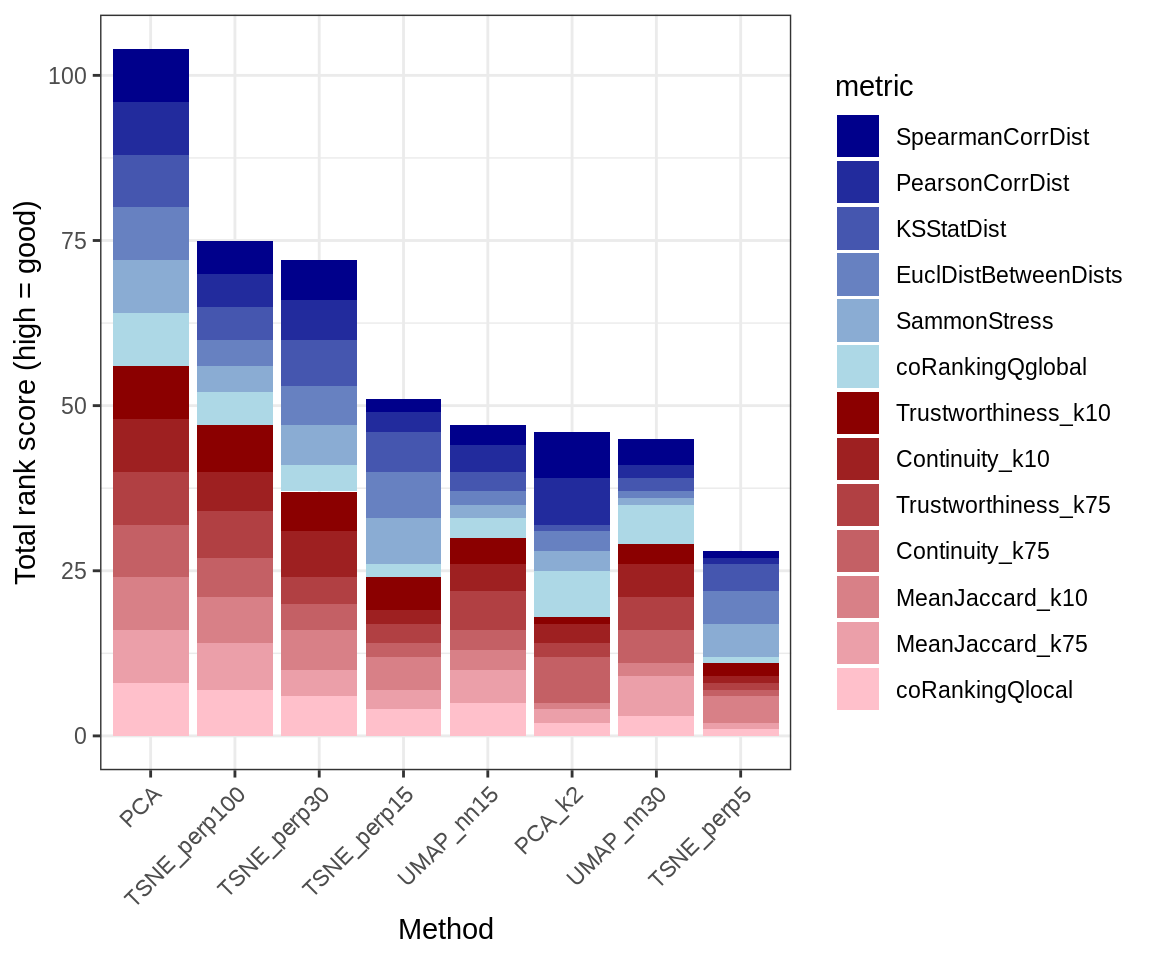 Total rank score (high = good)
100
75
50
25
0
PCA
TSNE_perp100
TSNE_perp30
TSNE_perp15
UMAP_nn15
PCA_k2
UMAP_nn30
TSNE_perp5
Method
metric
SpearmanCorrDist
PearsonCorrDist
KSStatDist
EuclDistBetweenDists
SammonStress
coRankingQglobal
Trustworthiness_k10
Continuity_k10
Trustworthiness_k75
Continuity_k75
MeanJaccard_k10
MeanJaccard_k75
coRankingQlocal